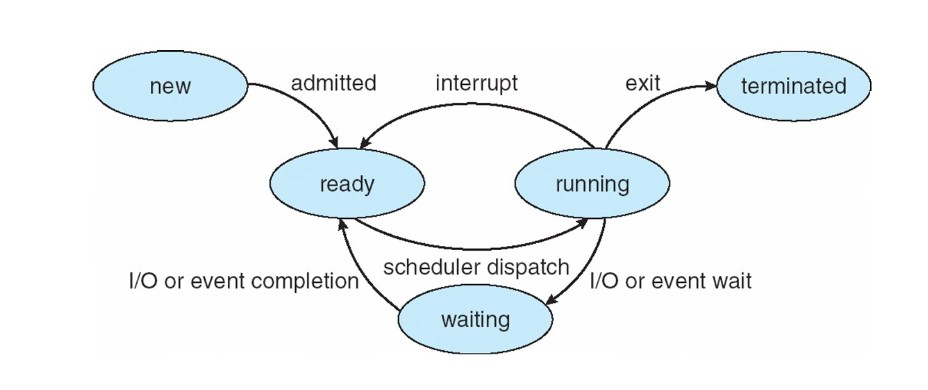 new
admitted
interrupt
exit
terminated
ready
running
scheduler dispatch
I/O or event completion
I/O or event wait
waiting